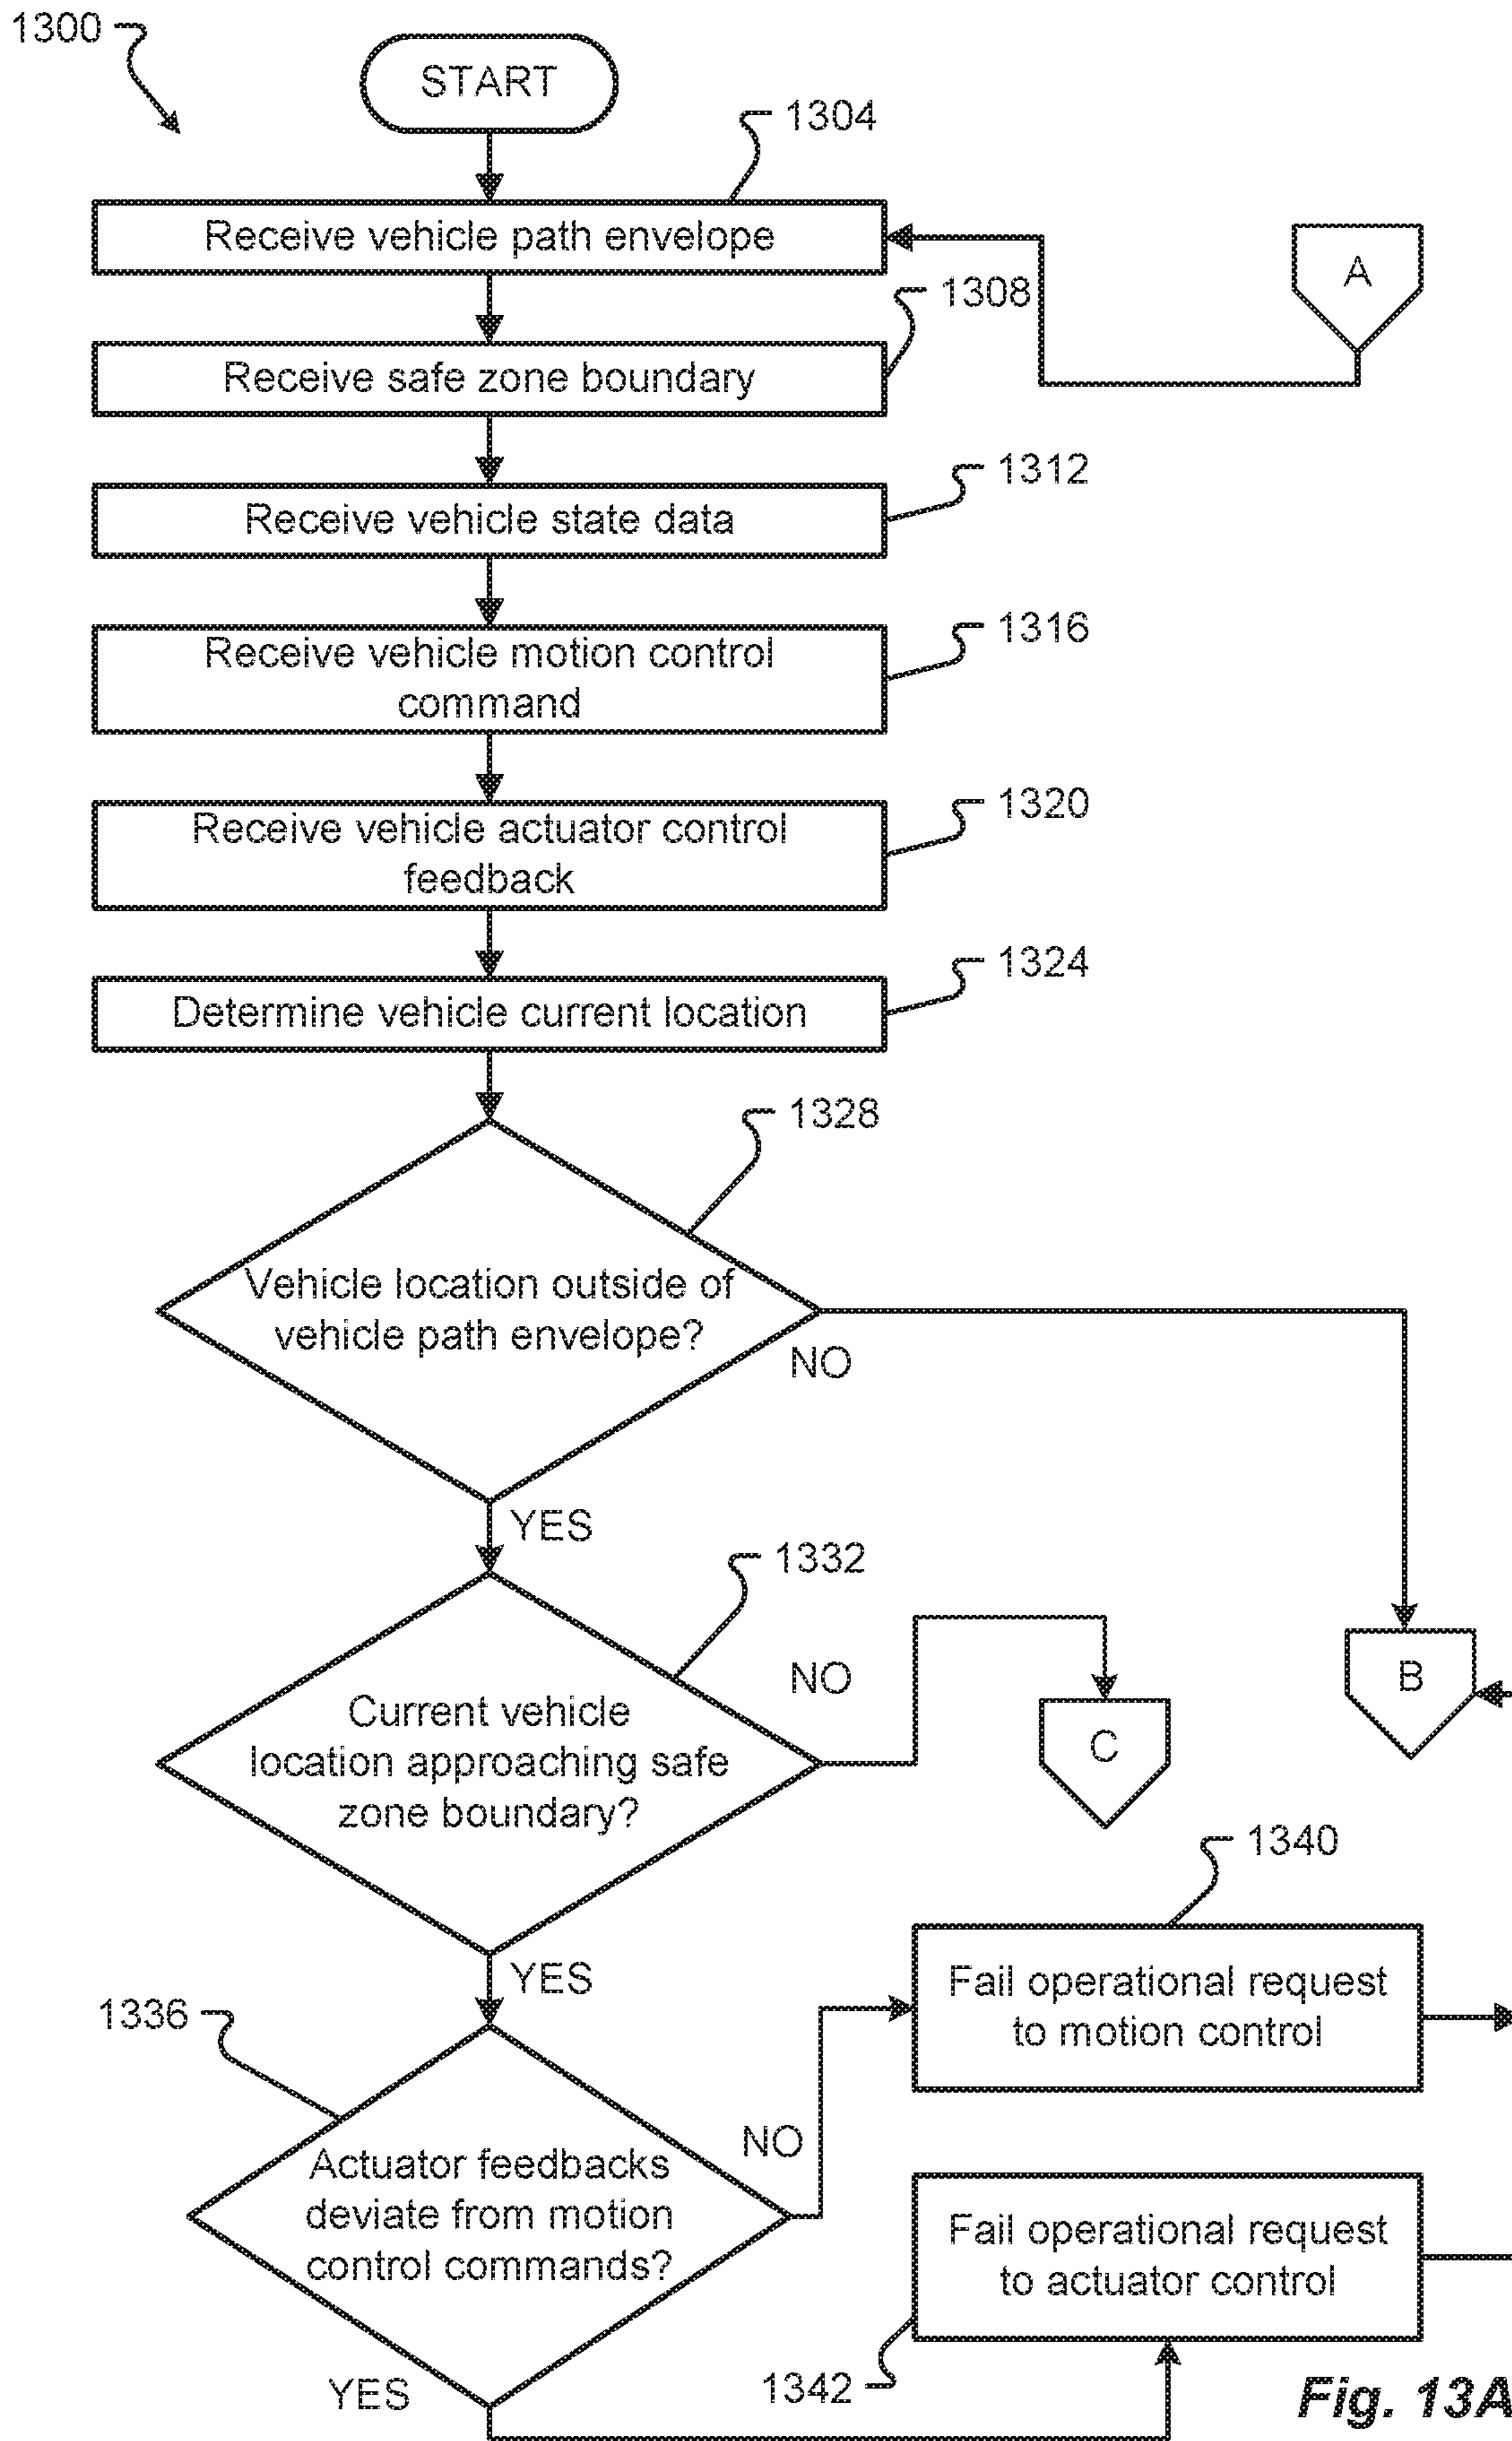 1300
START
1304
Receive vehicle path envelope
A
1308
Receive safe zone boundary
1312
Receive vehicle state data
1316
Receive vehicle motion control
command
1320
Receive vehicle actuator control
feedback
1324
Determine vehicle current location
1328
Vehicle location outside of
vehicle path envelope?
NO
YES
1332
NO
B
Current vehicle
location approaching safe
zone boundary?
C
1340
YES
1336
Fail operational request
to motion control
NO
Actuator feedbacks
deviate from motion
control commands?
Fail operational request
to actuator control
YES
1342
Fig. 13A